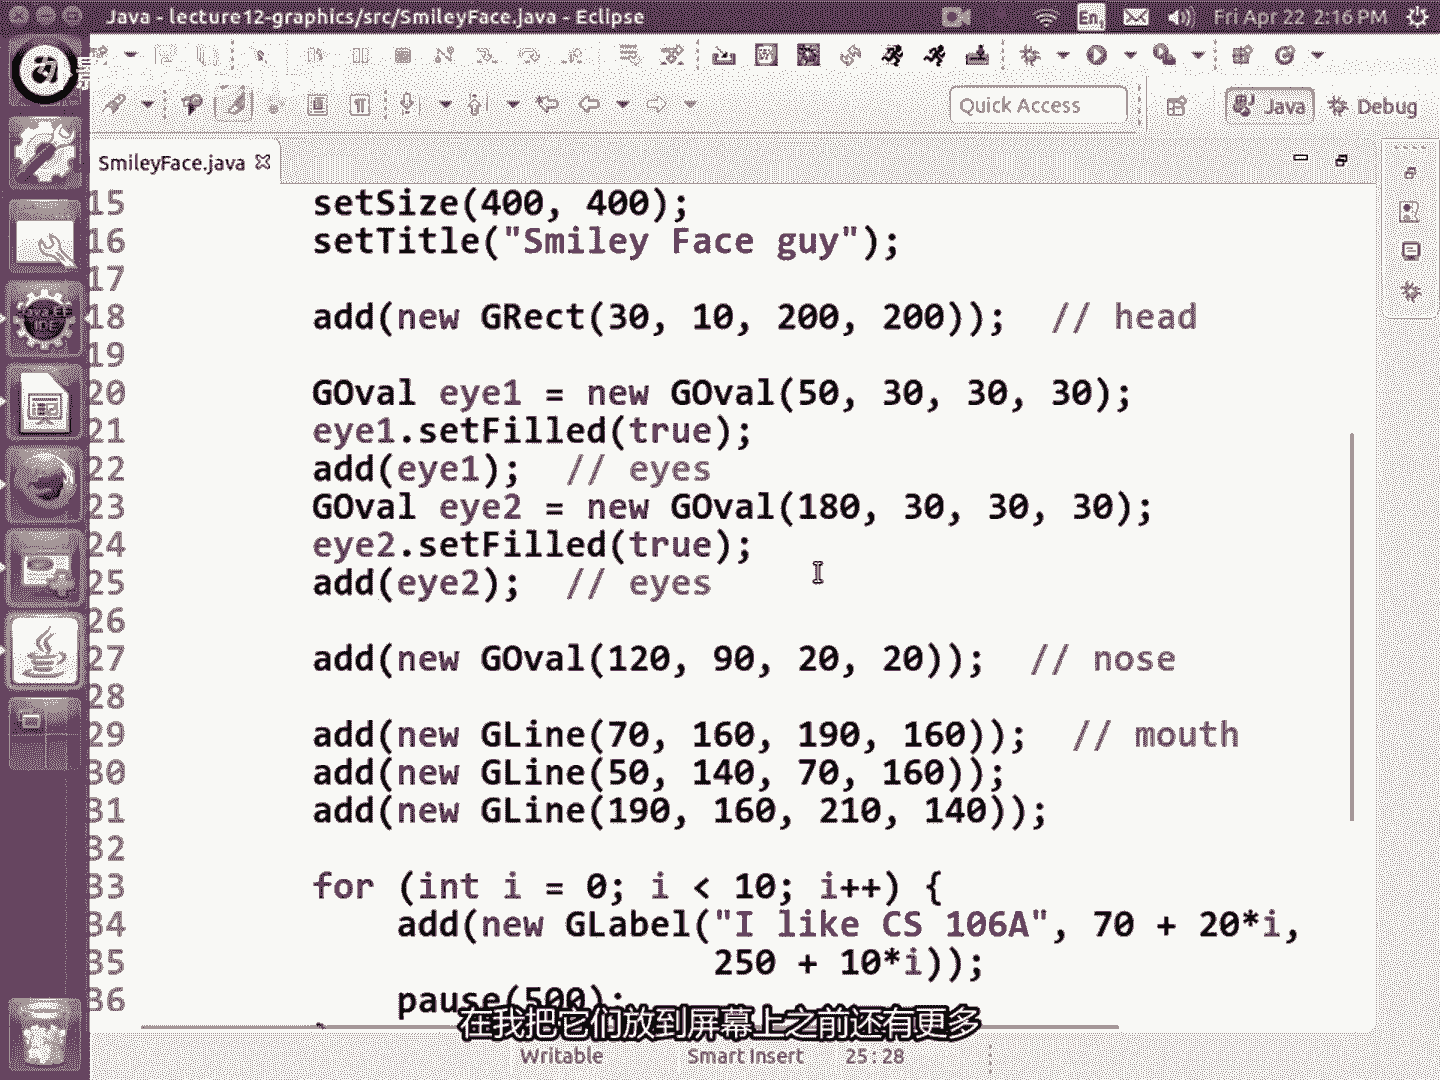 Java - lecture12-graphics/src/SmileyFace.java - Eclipse
En
Fri Apr 22 2:16 PM
Quick Access
Java
Debug
SmileyFace.java
15 setSize(400, 400);
16 setTitle("Smiley Face guy");
17
18 add(new GRect(30, 10, 200, 200)); // head
19
20 GOval eye1 = new GOval(50, 30, 30, 30);
21 eye1.setFilled(true);
22 add(eye1); // eyes
23 GOval eye2 = new GOval(180, 30, 30, 30);
24 eye2.setFilled(true);
25 add(eye2); // eyes
26
27 add(new GOval(120, 90, 20, 20)); // nose
28
29 add(new GLine(70, 160, 190, 160)); // mouth
30 add(new GLine(50, 140, 70, 160));
31 add(new GLine(190, 160, 210, 140));
32
33 for (int i = 0; i < 10; i++) {
34 add(new GLabel("I like CS 106A", 70 + 20*i,
35 250 + 10*i));
36 pause(500);
在我把它们放到屏幕上之前还有更多
Writable
Smart Insert
25 : 28